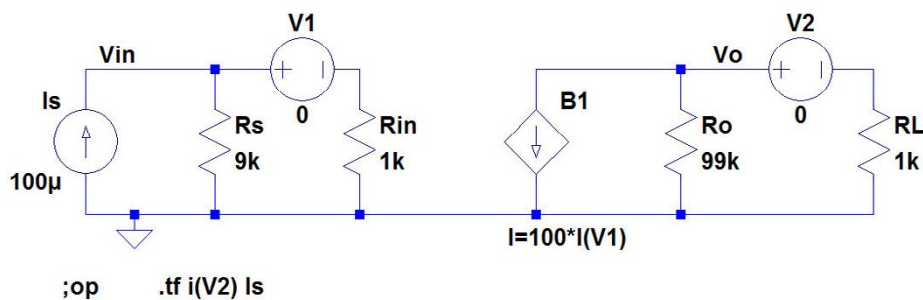 V1
V2
Vin
Vo
+
+
Is
B1
Rs
0
Rin
Ro
0
RL
9k
1k
99k
1k
100µ
I=100*I(V1)
;op .tf i(V2) Is